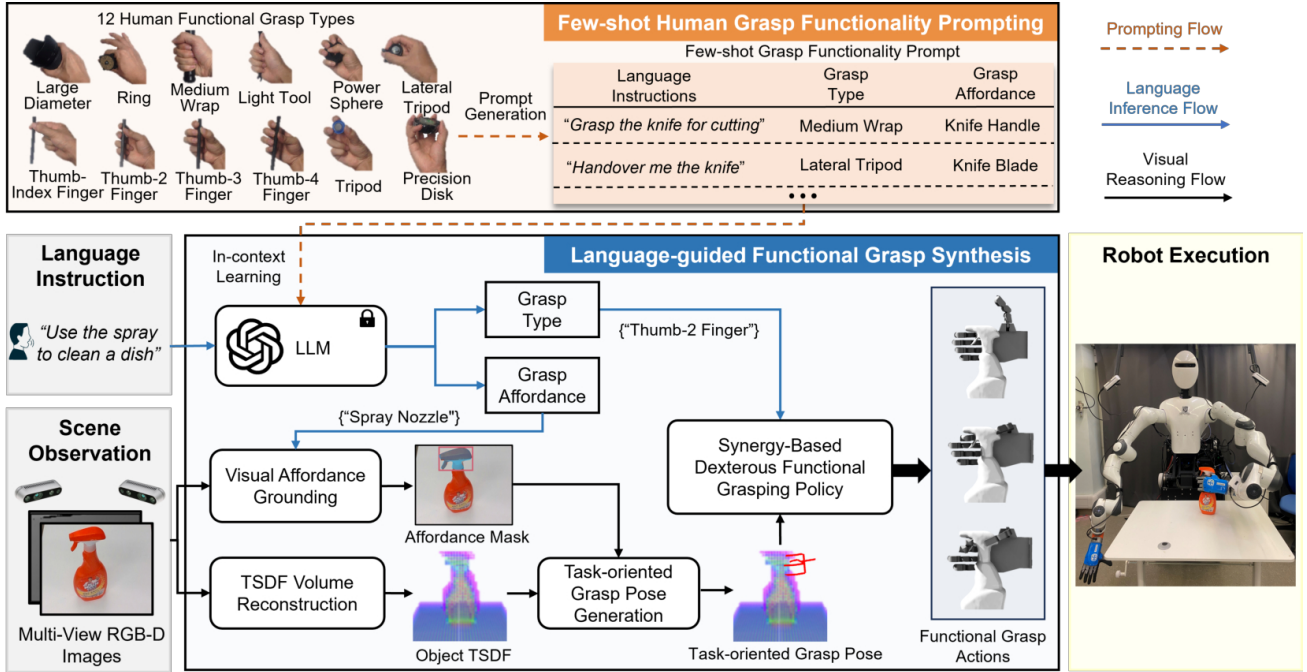 12 Human Functional Grasp Types
Large
Diameter
Ring
Medium
Wrap
Light Tool
Power
Sphere
Lateral
Tripod
Thumb-
Index Finger
Thumb-2
Finger
Thumb-3
Finger
Thumb-4
Finger
Tripod
Precision
Disk
Prompt
Generation
Few-shot Human Grasp Functionality Prompting
Few-shot Grasp Functionality Prompt
Language
Instructions
Grasp
Type
Grasp
Affordance
“Grasp the knife for cutting”
Medium Wrap
Knife Handle
“Handover me the knife”
Lateral Tripod
Knife Blade
•••
Prompting Flow
Language
Inference Flow
Visual
Reasoning Flow
Language
Instruction
“Use the spray
to clean a dish”
Scene
Observation
Multi-View RGB-D
Images
Language-guided Functional Grasp Synthesis
In-context
Learning
LLM
Grasp
Type
{“Thumb-2 Finger”}
Grasp
Affordance
{“Spray Nozzle"}
Visual Affordance
Grounding
Affordance Mask
TSDF Volume
Reconstruction
Object TSDF
Task-oriented
Grasp Pose
Generation
Task-oriented Grasp Pose
Synergy-Based
Dexterous Functional
Grasping Policy
Functional Grasp
Actions
Robot Execution